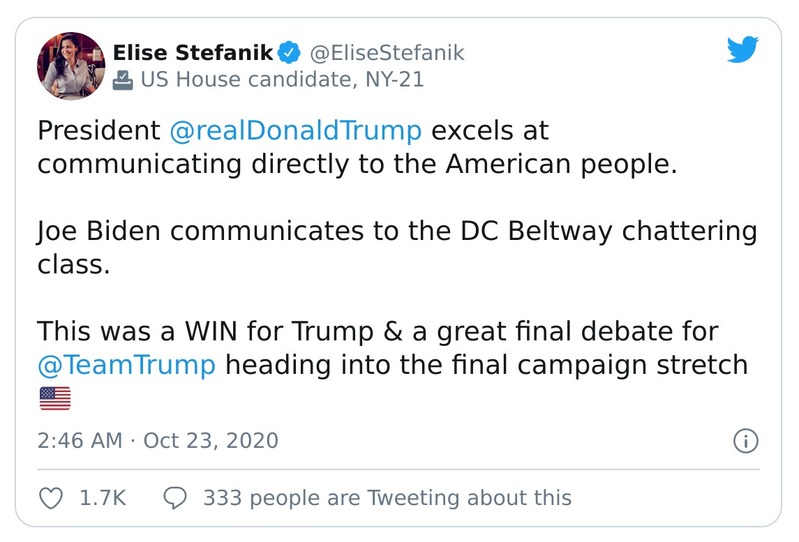 Elise Stefanik @EliseStefanik
US House candidate, NY-21
President @realDonaldTrump excels at
communicating directly to the American people.
Joe Biden communicates to the DC Beltway chattering
class.
This was a WIN for Trump & a great final debate for
@TeamTrump heading into the final campaign stretch
🇺🇸
2:46 AM · Oct 23, 2020
1.7K 333 people are Tweeting about this